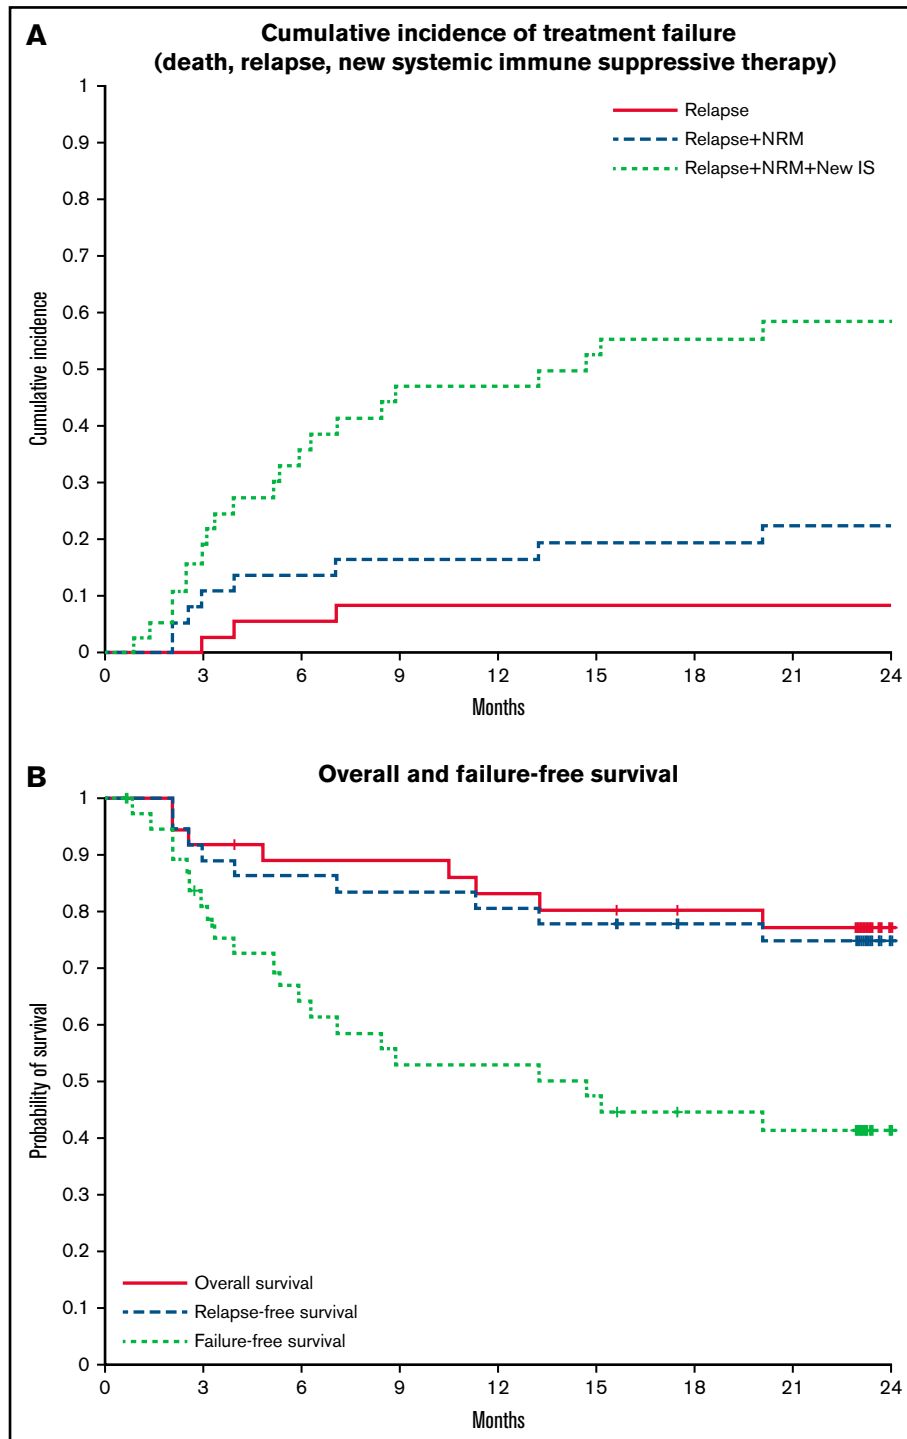 A
Cumulative incidence of treatment failure
(death, relapse, new systemic immune suppressive therapy)
1
0.9
0.8
0.7
0.6
0.5
0.4
0.3
0.2
0.1
0
Cumulative incidence
Relapse
Relapse+NRM
Relapse+NRM+New IS
0 3 6 9 12 15 18 21 24
Months
B
Overall and failure-free survival
1
0.9
0.8
0.7
0.6
0.5
0.4
0.3
0.2
0.1
0
Probability of survival
Overall survival
Relapse-free survival
Failure-free survival
0 3 6 9 12 15 18 21 24
Months